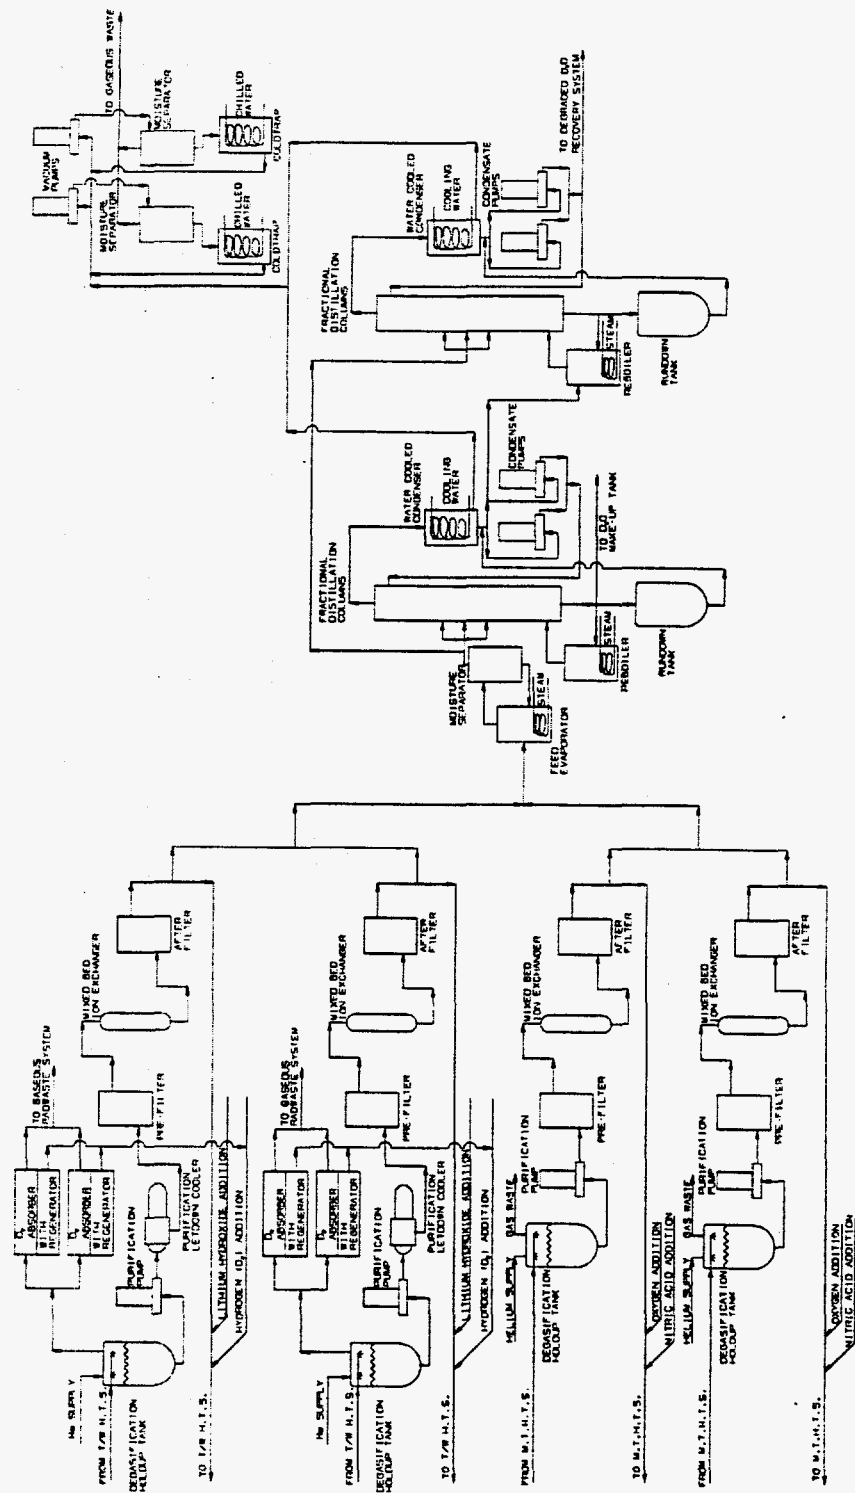 TO GASEOUS WASTE
VACUUM
PUMPS
MOISTURE
SEPARATOR
CHILLED
WATER
COLDTRAP
MOISTURE
SEPARATOR
CHILLED
WATER
COLDTRAP
FRACTIONAL
DISTILLATION
COLUMNS
WATER COOLED
CONDENSER
COOLING
WATER
CONDENSATE
PUMPS
TO DEGRADED D₂O
RECOVERY SYSTEM
STEAM
REBOILER
RUNDOWN
TANK
FRACTIONAL
DISTILLATION
COLUMNS
WATER COOLED
CONDENSER
COOLING
WATER
CONDENSATE
PUMPS
TO D₂O
MAKE-UP TANK
STEAM
REBOILER
RUNDOWN
TANK
MOISTURE
SEPARATOR
STEAM
FEED
EVAPORATOR
He SUPPLY
FROM T/W H.T.S.
DEGASIFICATION
HOLDUP TANK
D₂
ABSORBER
WITH
REGENERATOR
D₂
ABSORBER
WITH
REGENERATOR
TO GASEOUS
RADWASTE SYSTEM
PURIFICATION
PUMP
PURIFICATION
LETDOWN COOLER
PRE-FILTER
MIXED BED
ION EXCHANGER
AFTER
FILTER
TO T/W H.T.S.
LITHIUM HYDROXIDE ADDITION
HYDROGEN (D₂) ADDITION
He SUPPLY
FROM T/W H.T.S.
DEGASIFICATION
HOLDUP TANK
D₂
ABSORBER
WITH
REGENERATOR
D₂
ABSORBER
WITH
REGENERATOR
TO GASEOUS
RADWASTE SYSTEM
PURIFICATION
PUMP
PURIFICATION
LETDOWN COOLER
PRE-FILTER
MIXED BED
ION EXCHANGER
AFTER
FILTER
TO T/W H.T.S.
LITHIUM HYDROXIDE ADDITION
HYDROGEN (D₂) ADDITION
HELIUM SUPPLY
GAS WASTE
FROM M.T.H.T.S.
DEGASIFICATION
HOLDUP TANK
PURIFICATION
PUMP
PRE-FILTER
MIXED BED
ION EXCHANGER
AFTER
FILTER
TO M.T.H.T.S.
OXYGEN ADDITION
NITRIC ACID ADDITION
HELIUM SUPPLY
GAS WASTE
FROM M.T.H.T.S.
DEGASIFICATION
HOLDUP TANK
PURIFICATION
PUMP
PRE-FILTER
MIXED BED
ION EXCHANGER
AFTER
FILTER
TO M.T.H.T.S.
OXYGEN ADDITION
NITRIC ACID ADDITION